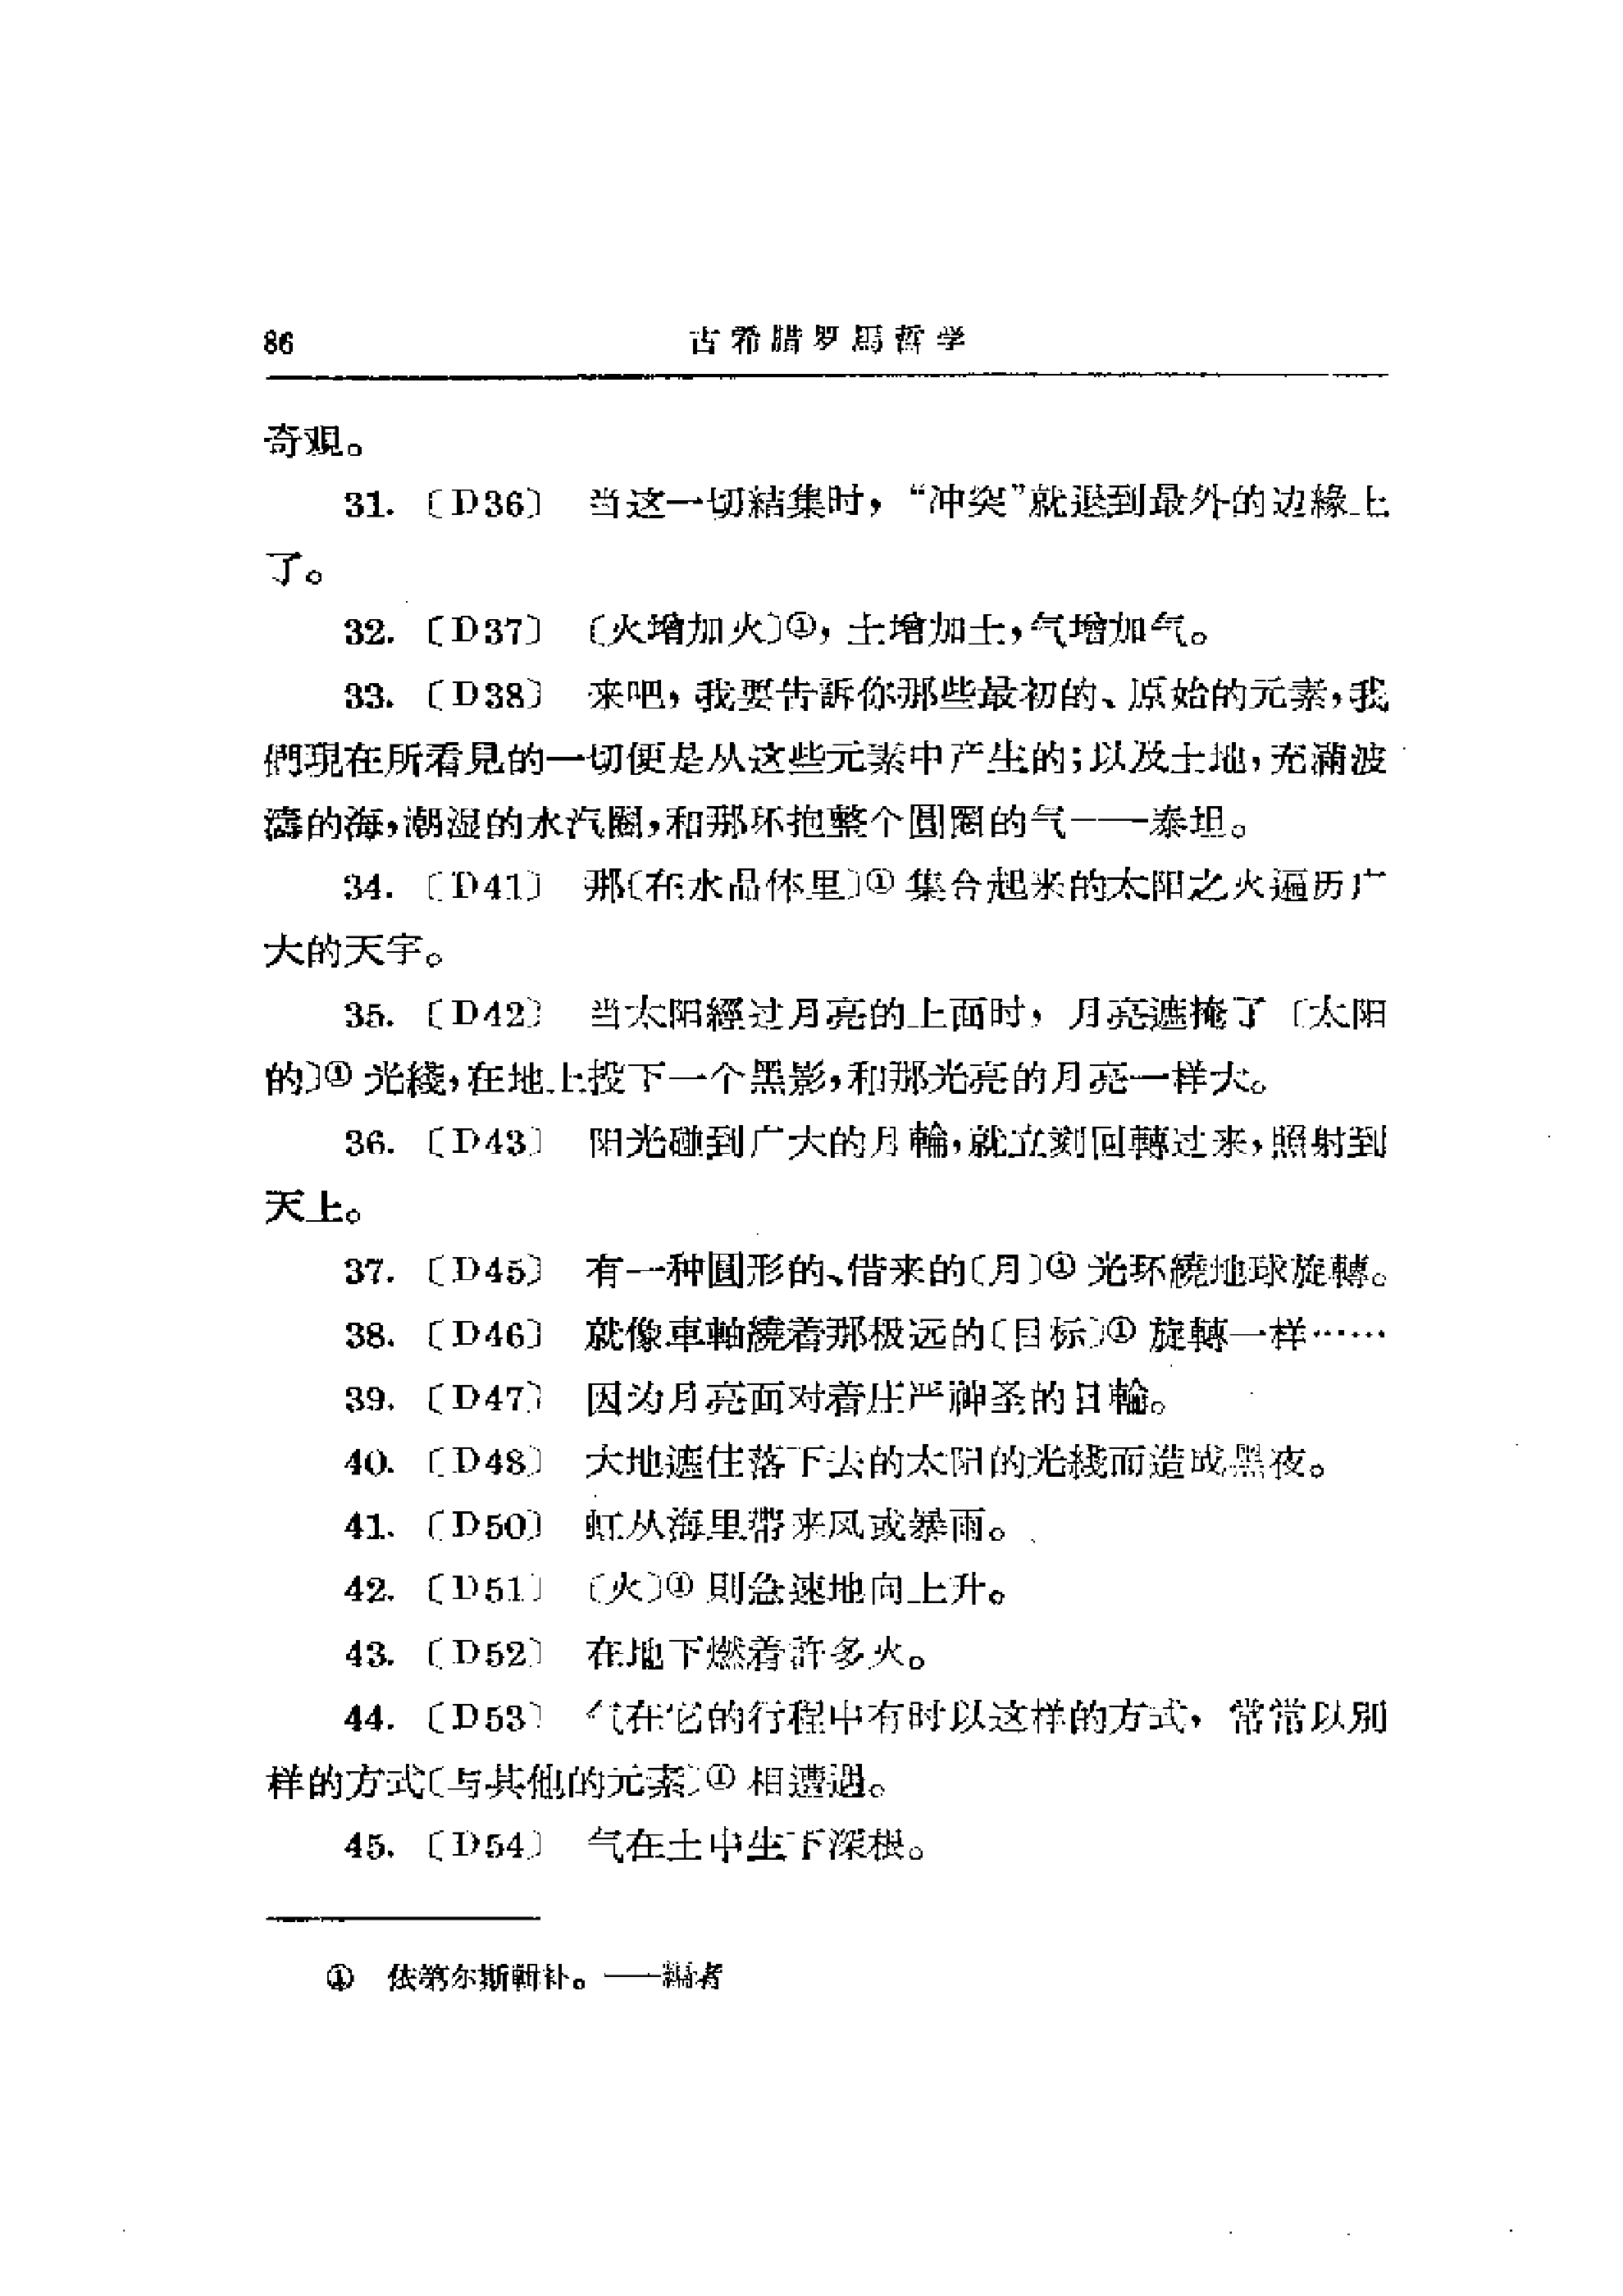 86 古希腊罗馬哲学
奇观。
31. 〔D36〕 当这一切結集时，“冲突”就退到最外的边緣上
了。
32. 〔D37〕 〔火增加火〕①，土增加土，气增加气。
33. 〔D38〕 来吧，我要告訴你那些最初的、原始的元素，我
們現在所看見的一切便是从这些元素中产生的；以及土地，充滿波
濤的海，潮湿的水汽圈，和那环抱整个圓圈的气——泰坦。
34. 〔D41〕 那〔在水晶体里〕①集合起来的太阳之火遍历广
大的天宇。
35. 〔D42〕 当太阳經过月亮的上面时，月亮遮掩了〔太阳
的〕①光綫，在地上投下一个黑影，和那光亮的月亮一样大。
36. 〔D43〕 阳光碰到广大的月輪，就立刻回轉过来，照射到
天上。
37. 〔D45〕 有一种圓形的、借来的〔月〕①光环繞地球旋轉。
38. 〔D46〕 就像車軸繞着那极远的〔目标〕①旋轉一样……
39. 〔D47〕 因为月亮面对着庄严神圣的日輪。
40. 〔D48〕 大地遮住落下去的太阳的光綫而造成黑夜。
41. 〔D50〕 虹从海里带来风或暴雨。
42. 〔D51〕 〔火〕①則急速地向上升。
43. 〔D52〕 在地下燃着許多火。
44. 〔D53〕 气在它的行程中有时以这样的方式，常常以别
样的方式〔与其他的元素〕①相遭遇。
45. 〔D54〕 气在土中生下深根。
① 依第尔斯輯补。——編者